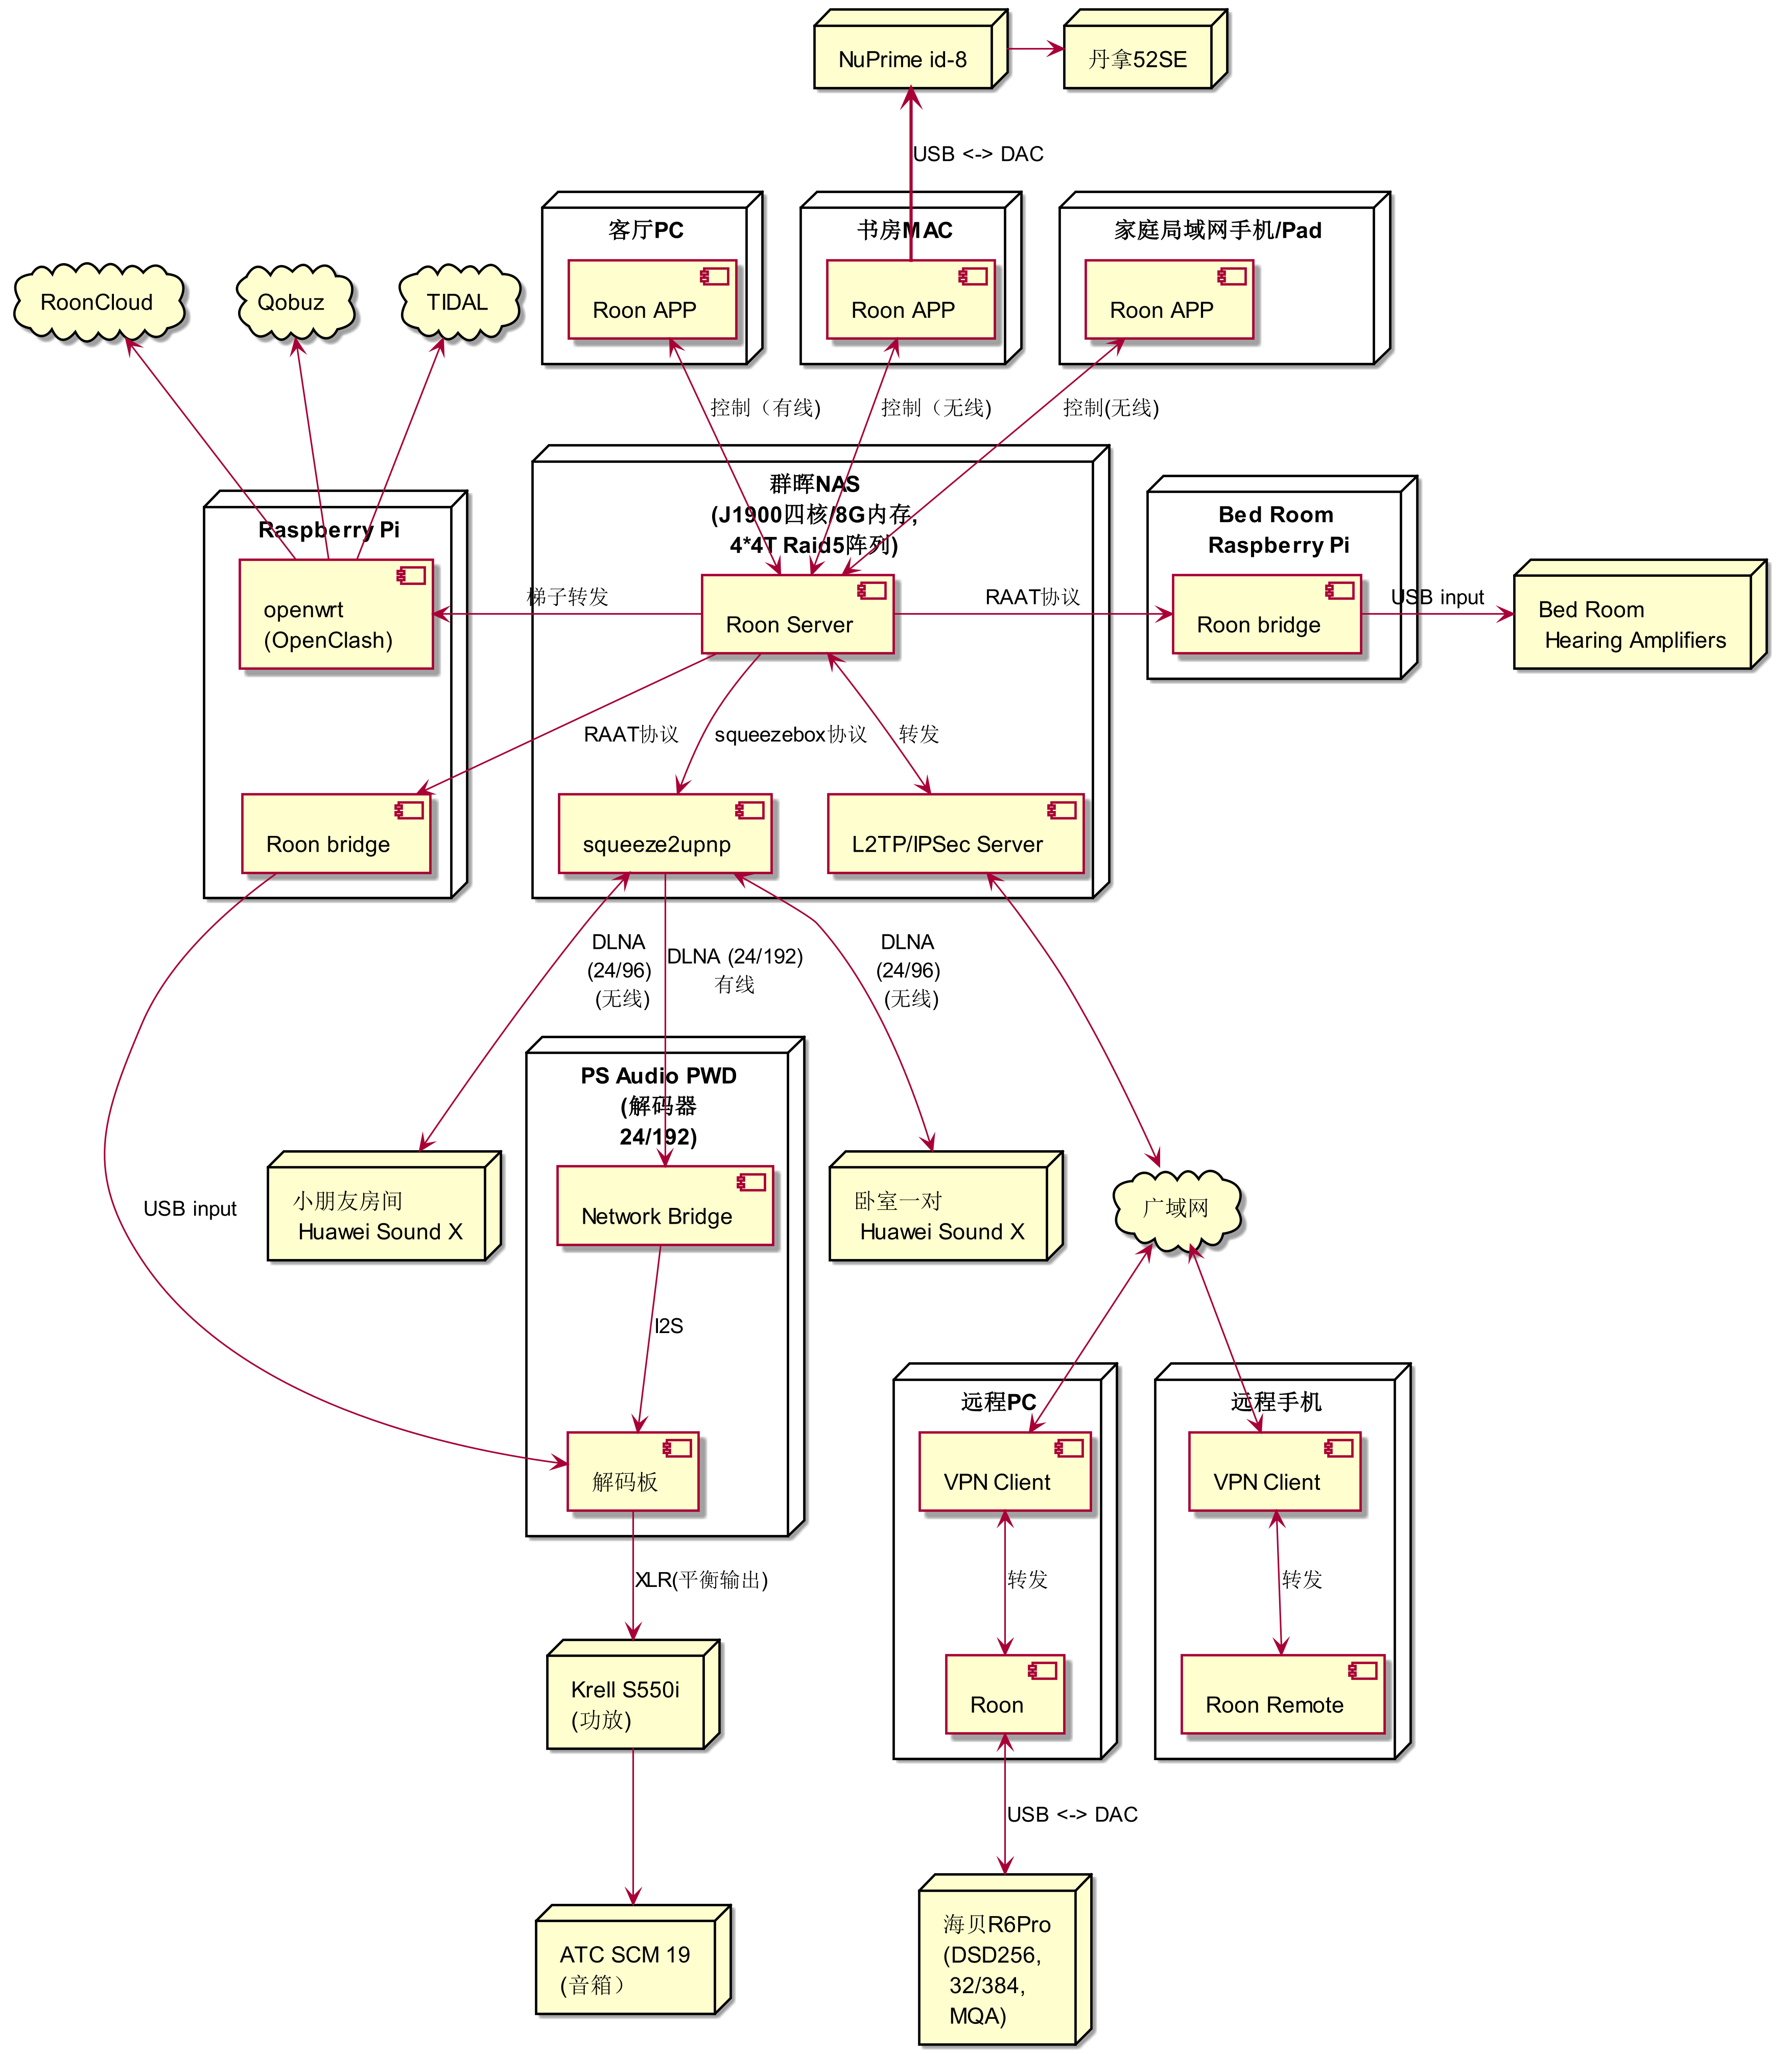 NuPrime id-8
丹拿52SE
USB <-> DAC
客厅PC
书房MAC
家庭局域网手机/Pad
RoonCloud
Qobuz
TIDAL
Roon APP
Roon APP
Roon APP
控制（有线)
控制（无线)
控制(无线)
群晖NAS
(J1900四核/8G内存,
4*4T Raid5阵列)
Raspberry Pi
Bed Room
Raspberry Pi
openwrt
(OpenClash)
梯子转发
Roon Server
RAAT协议
Roon bridge
USB input
Bed Room
Hearing Amplifiers
RAAT协议
squeezebox协议
转发
Roon bridge
squeeze2upnp
L2TP/IPSec Server
DLNA
(24/96)
(无线)
DLNA (24/192)
有线
DLNA
(24/96)
(无线)
PS Audio PWD
(解码器
24/192)
USB input
小朋友房间
Huawei Sound X
Network Bridge
卧室一对
Huawei Sound X
广域网
I2S
远程PC
远程手机
解码板
VPN Client
VPN Client
XLR(平衡输出)
转发
转发
Krell S550i
(功放)
Roon
Roon Remote
USB <-> DAC
ATC SCM 19
(音箱）
海贝R6Pro
(DSD256,
32/384,
MQA)